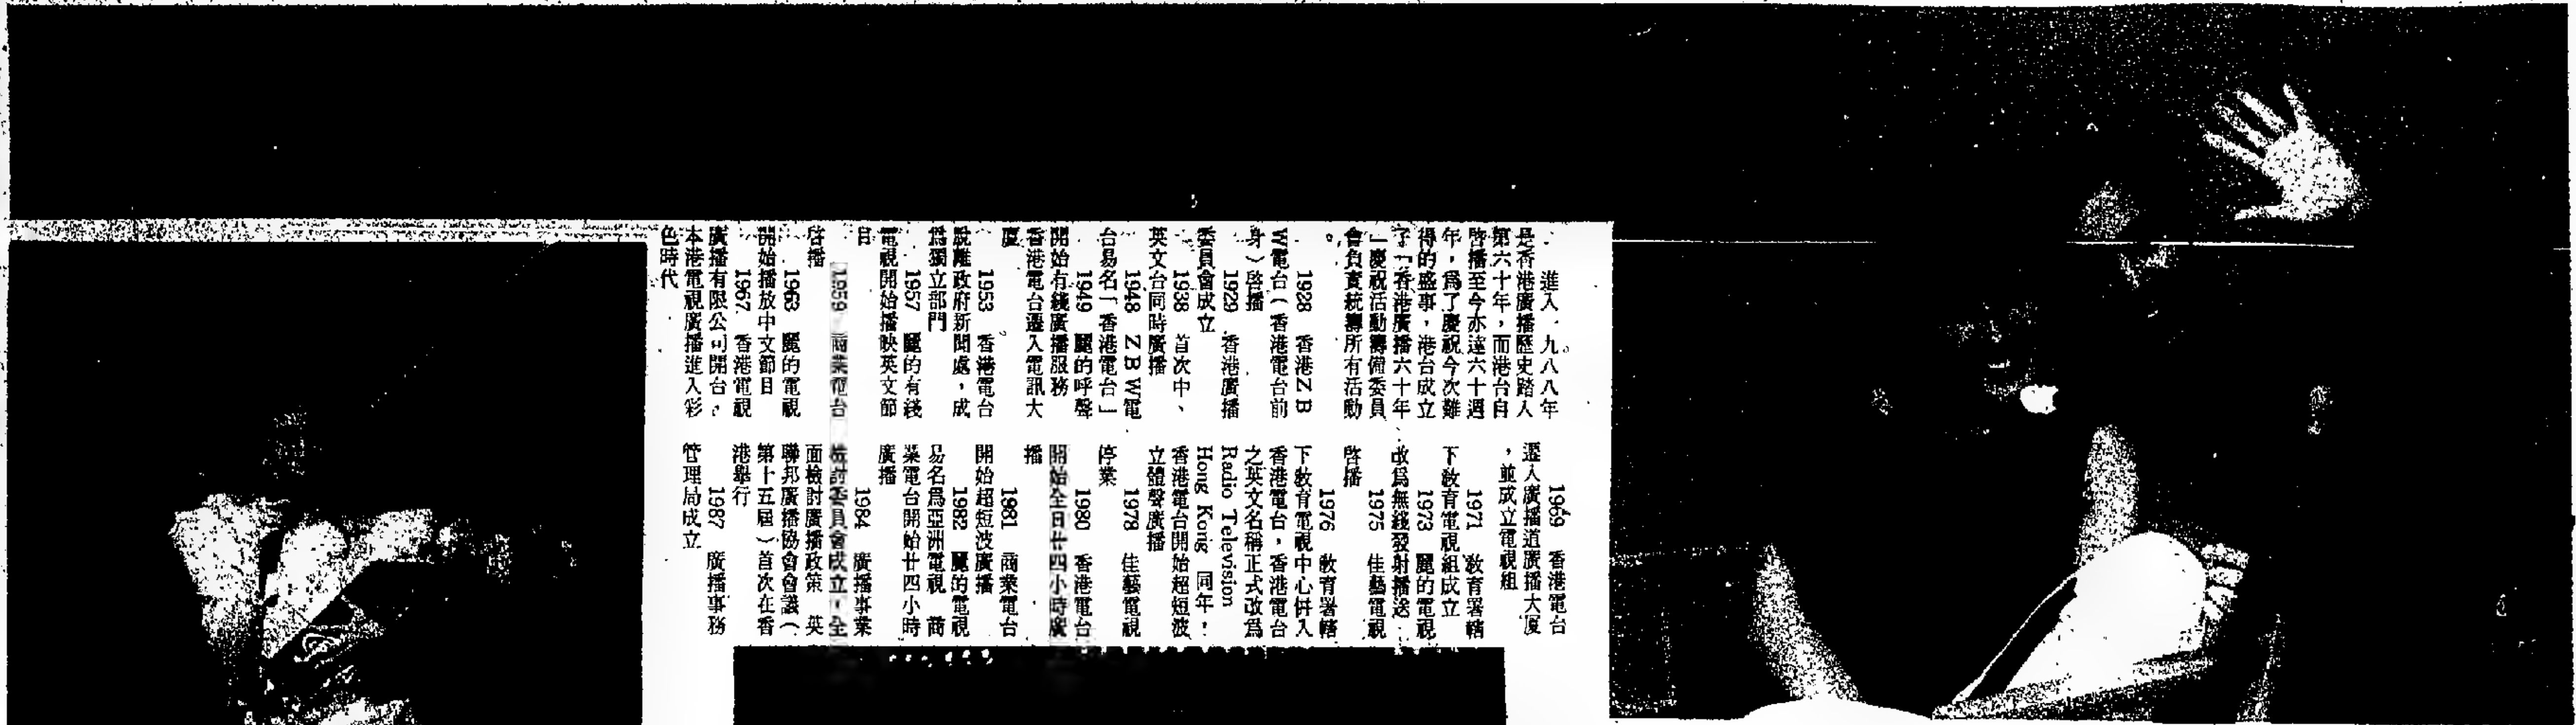 進入一九八八年
是香港廣播歷史踏入
第六十年，而港台自
啓播至今亦達六十週
年，爲了慶祝今次難
得的盛事，港台成立
了「香港廣播六十年
」慶祝活動籌備委員
會負責統籌所有活動
。
1928 香港ZB
W電台（香港電台前
身）啓播
1929 香港廣播
委員會成立
1938 首次中、
英文台同時廣播
1948 ZBW電
台易名「香港電台」
1949 麗的呼聲
開始有綫廣播服務
香港電台遷入電訊大
廈
1953 香港電台
脫離政府新聞處，成
爲獨立部門
1957 麗的有綫
電視開始播映英文節
目
1959 商業電台
啓播
1963 麗的電視
開始播放中文節目
1967 香港電視
廣播有限公司開台，
本港電視廣播進入彩
色時代
1969 香港電台
遷入廣播道廣播大厦
，並成立電視組
1971 教育署轄
下教育電視組成立
1973 麗的電視
改爲無綫發射播送
1975 佳藝電視
啓播
1976 教育署轄
下教育電視中心併入
香港電台，香港電台
之英文名稱正式改爲
Radio Television
Hong Kong 同年，
香港電台開始超短波
立體聲廣播
1978 佳藝電視
停業
1980 香港電台
開始全日廿四小時廣
播
1981 商業電台
開始超短波廣播
1982 麗的電視
易名爲亞洲電視 商
業電台開始廿四小時
廣播
1984 廣播事業
檢討委員會成立，全
面檢討廣播政策 英
聯邦廣播協會會議（
第十五屆）首次在香
港舉行
1987 廣播事務
管理局成立